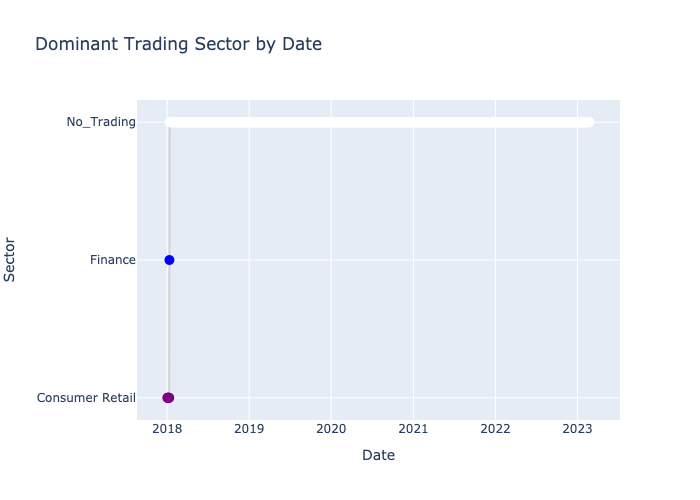 Dominant Trading Sector by Date
Sector
No_Trading
Finance
Consumer Retail
2018 2019 2020 2021 2022 2023
Date